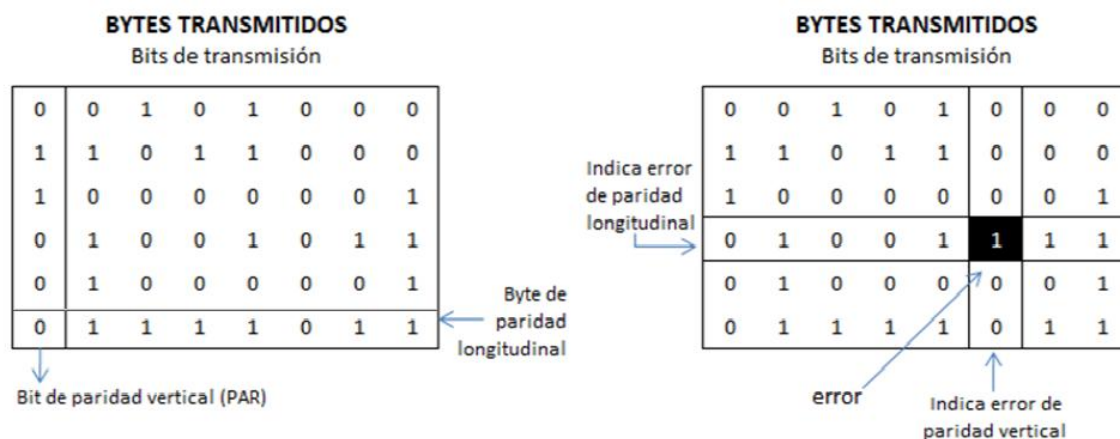 BYTES TRANSMITIDOS
Bits de transmisión
0 0 1 0 1 0 0 0
1 1 0 1 1 0 0 0
1 0 0 0 0 0 0 1
0 1 0 0 1 0 1 1
0 1 0 0 0 0 0 1
0 1 1 1 1 0 1 1
Byte de
paridad
longitudinal
Bit de paridad vertical (PAR)
BYTES TRANSMITIDOS
Bits de transmisión
0 0 1 0 1 0 0 0
1 1 0 1 1 0 0 0
1 0 0 0 0 0 0 1
0 1 0 0 1 1 1 1
0 1 0 0 0 0 0 1
0 1 1 1 1 0 1 1
Indica error
de paridad
longitudinal
error
Indica error de
paridad vertical